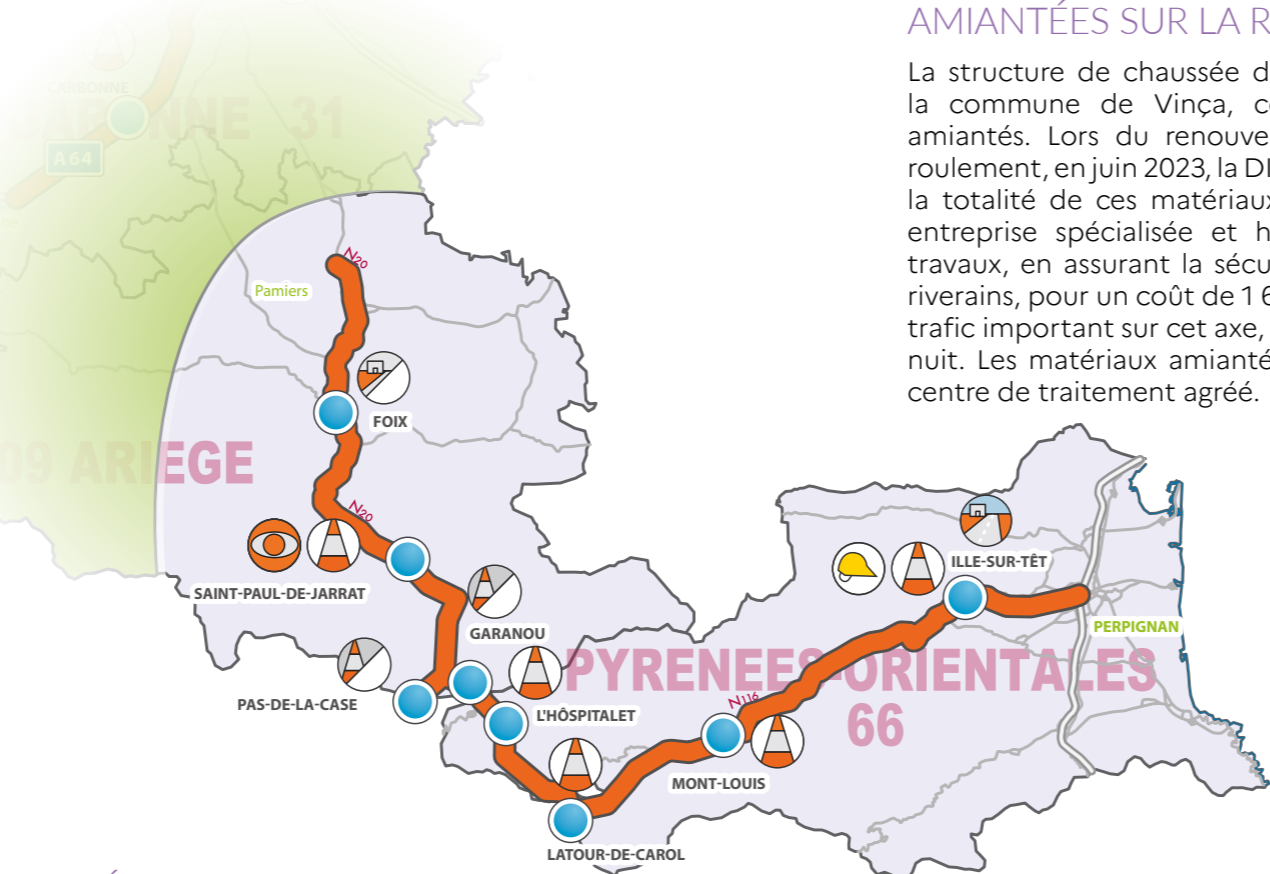 AMIANTÉES SUR LA R
La structure de chaussée d
la commune de Vinça, c
amiantés. Lors du renouve
roulement, en juin 2023, la DI
la totalité de ces matériaux
entreprise spécialisée et h
travaux, en assurant la sécu
riverains, pour un coût de 1 6
trafic important sur cet axe,
nuit. Les matériaux amianté
centre de traitement agréé.
CARBONNE
GARONNE 31
A64
N20
Pamiers
FOIX
09 ARIEGE
N20
SAINT-PAUL-DE-JARRAT
GARANOU
PAS-DE-LA-CASE
L'HÔSPITALET
ILLE-SUR-TÊT
PERPIGNAN
PYRENEES-ORIENTALES
66
N116
MONT-LOUIS
LATOUR-DE-CAROL